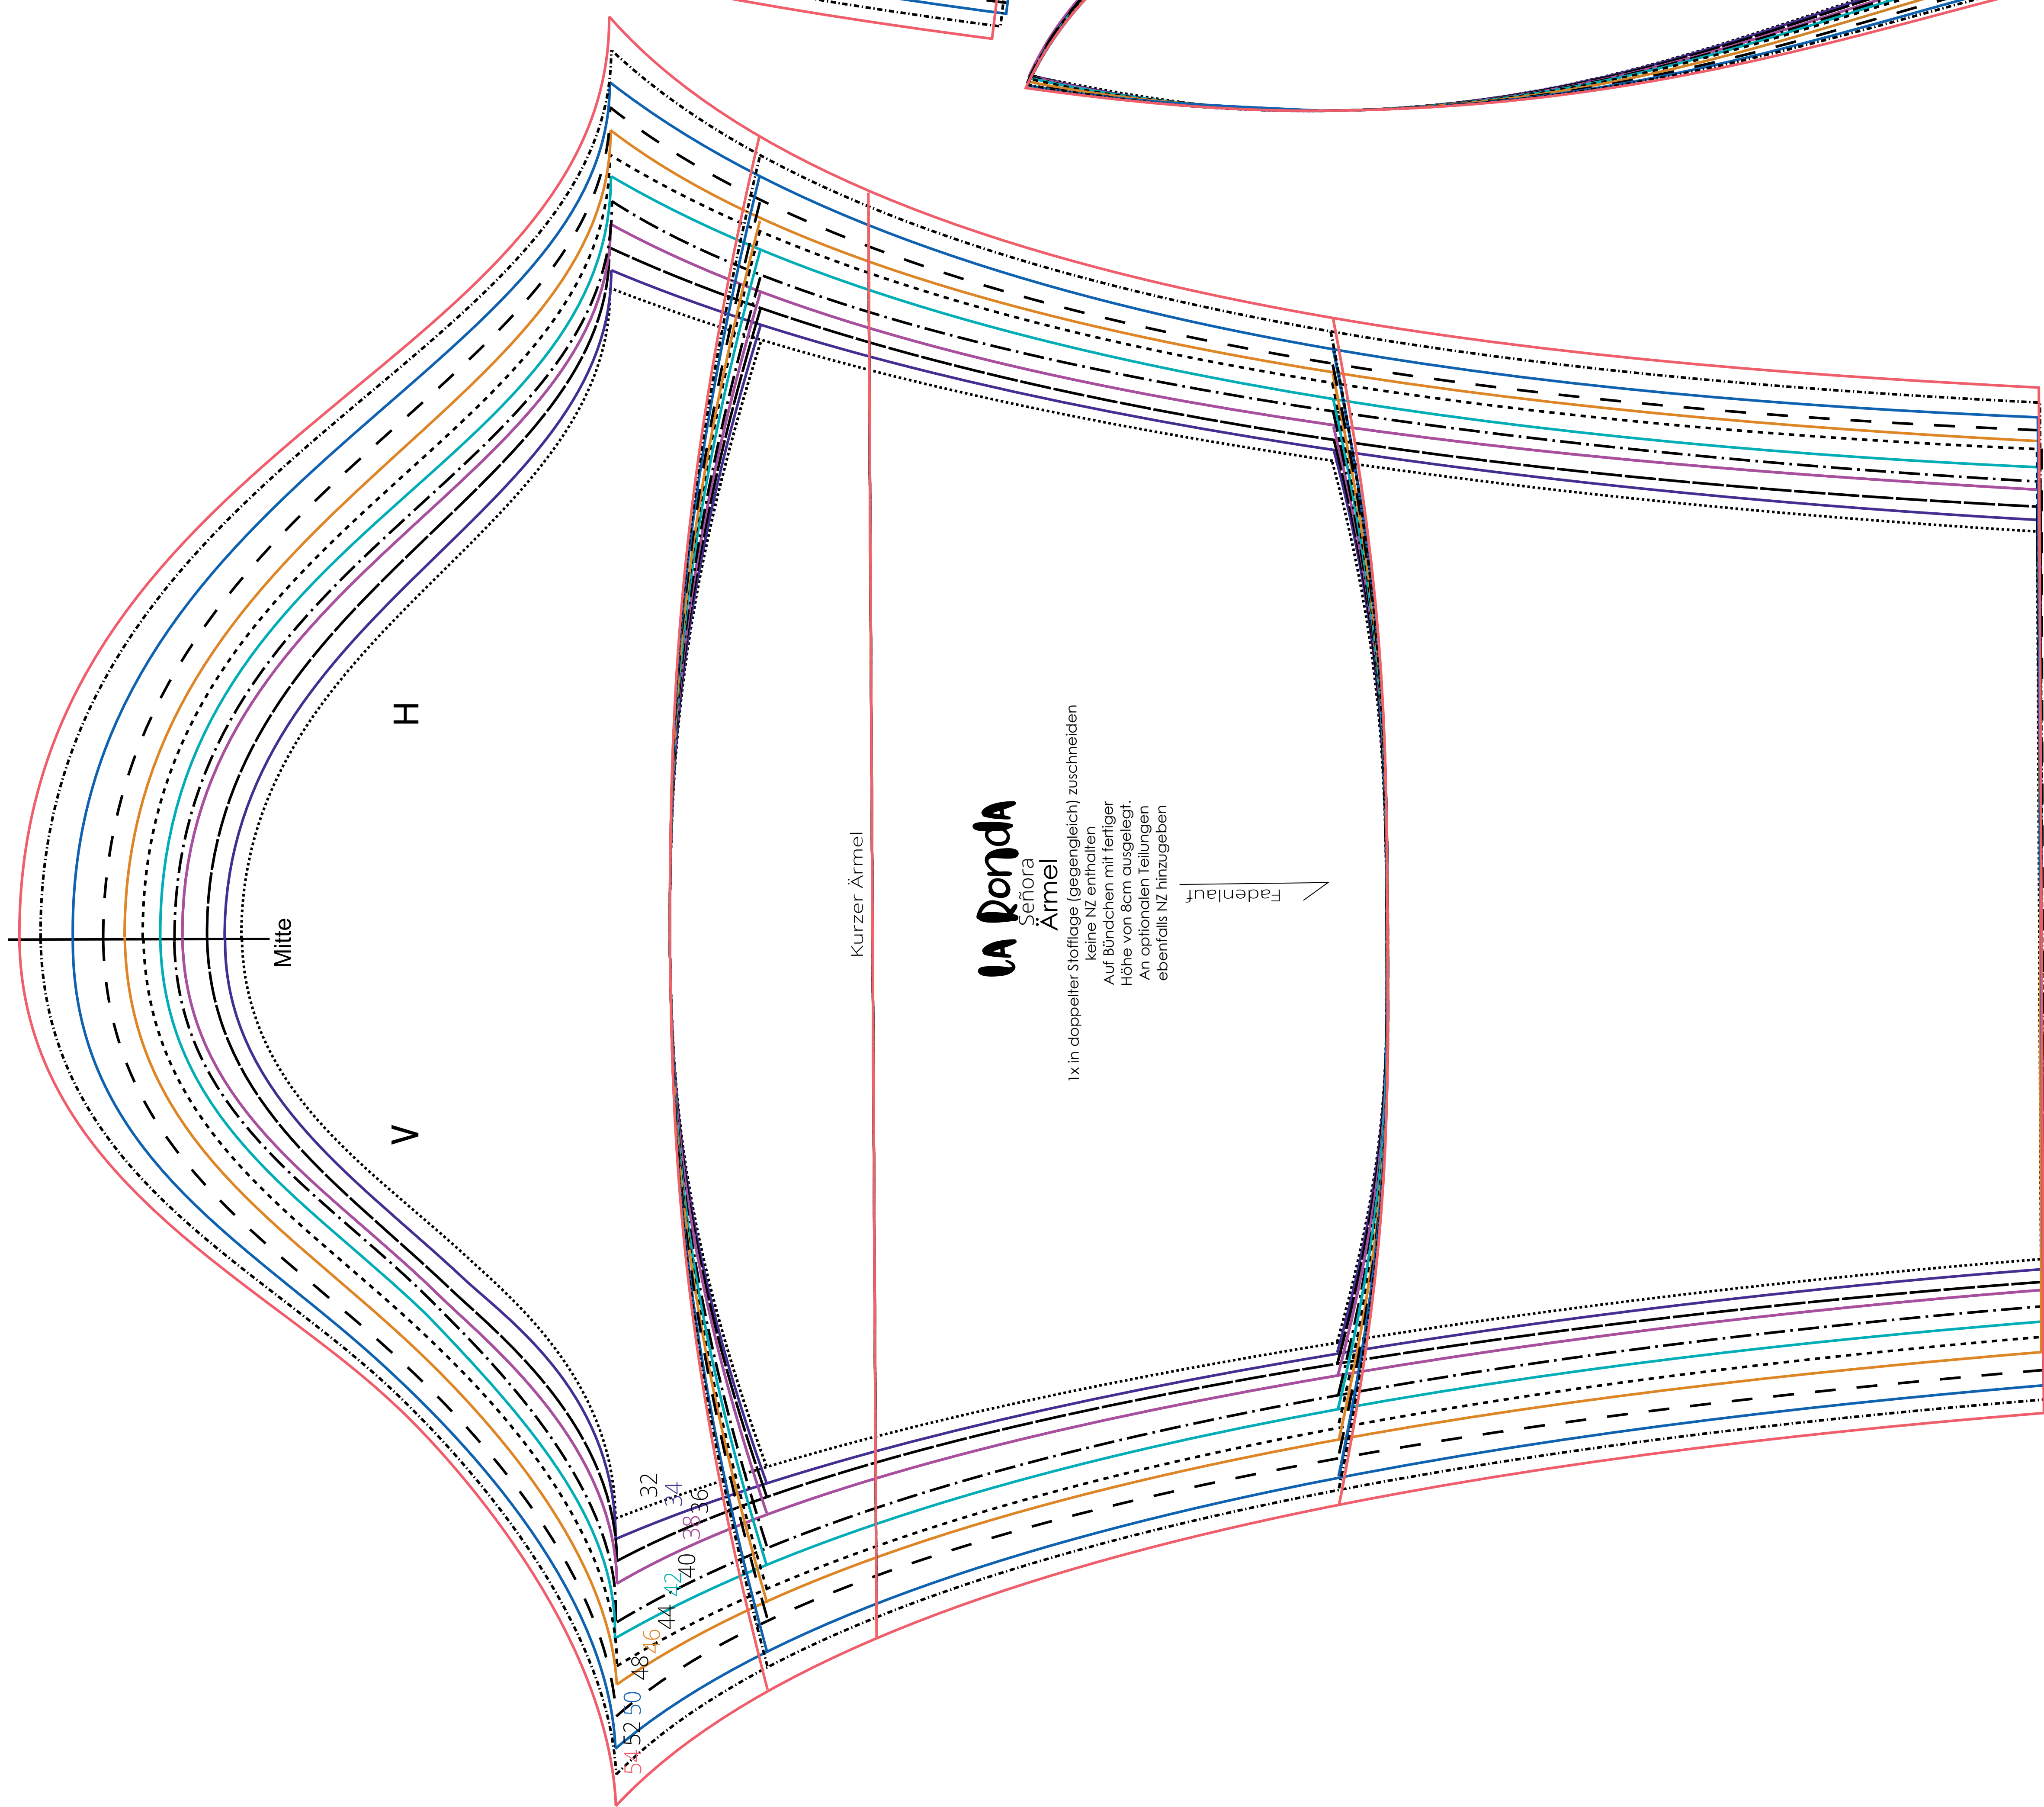 H
Mitte
V
Kurzer Ärmel
LA RONDA
Señora
Ärmel
1x in doppelter Stofflage (gegengleich) zuschneiden
keine NZ enthalten
Auf Bündchen mit fertiger
Höhe von 8cm ausgelegt.
An optionalen Teilungen
ebenfalls NZ hinzugeben
Fadenlauf
32
34
36
38
40
42
44
46
48
50
52
54